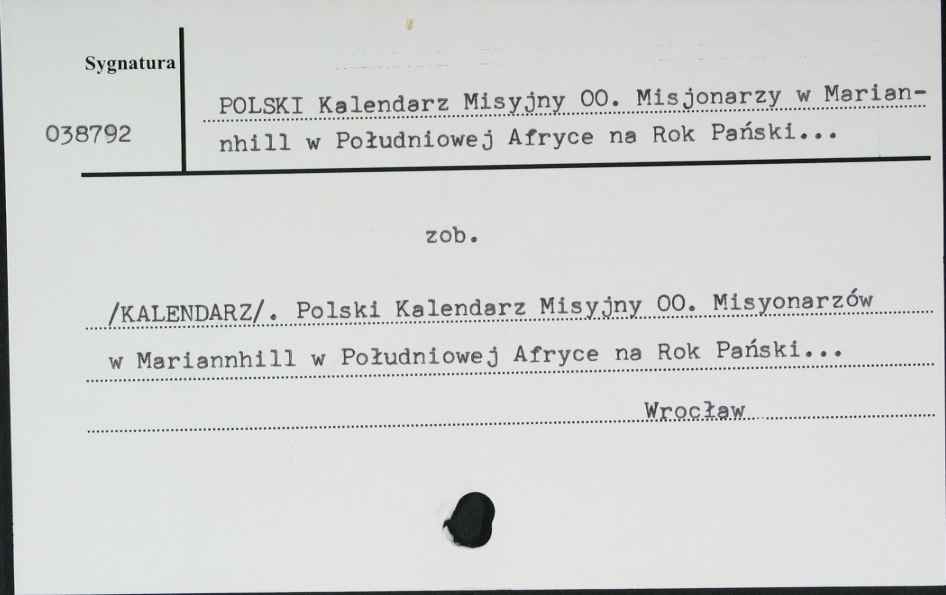 Sygnatura
038792
POLSKI Kalendarz Misyjny OO. Misjonarzy w Marian-
nhill w Południowej Afryce na Rok Pański...
zob.
/KALENDARZ/. Polski Kalendarz Misyjny OO. Misyonarzów
w Mariannhill w Południowej Afryce na Rok Pański...
Wrocław